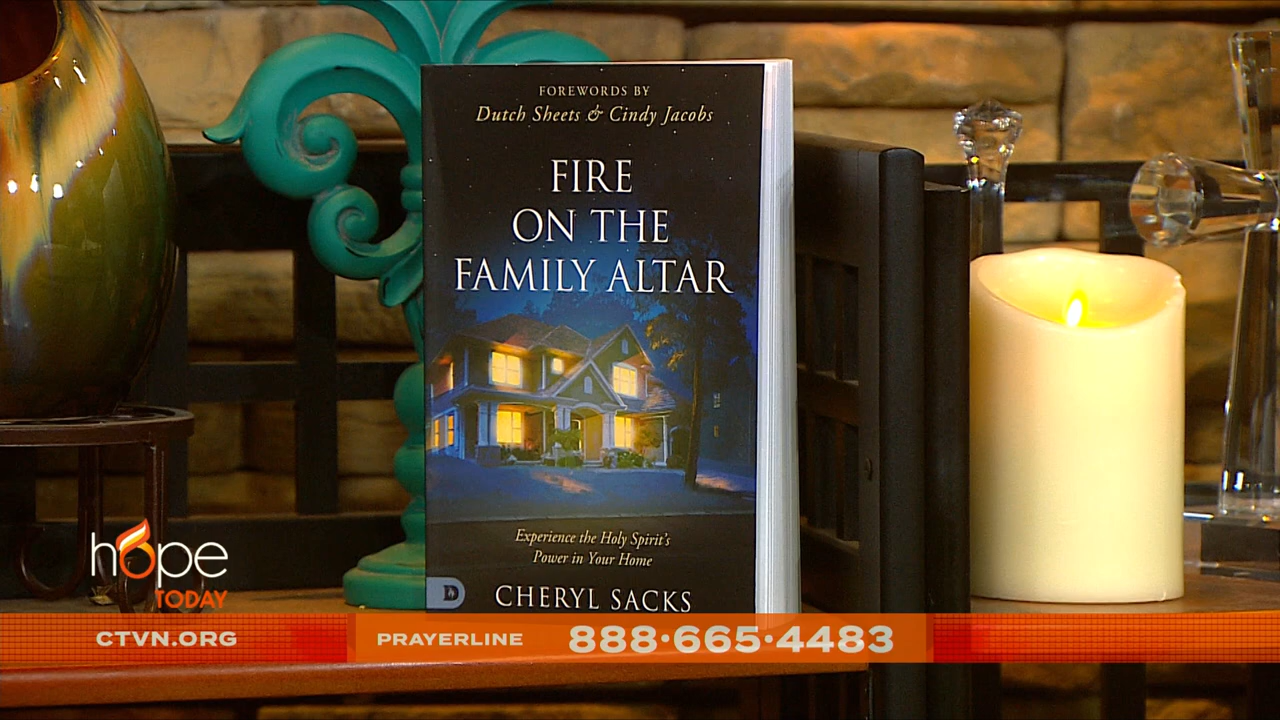 FOREWORDS BY
Dutch Sheets & Cindy Jacobs
FIRE
ON THE
FAMILY ALTAR
Experience the Holy Spirit's
Power in Your Home
D
CHERYL SACKS
hope
TODAY
CTVN.ORG
PRAYERLINE
888·665·4483